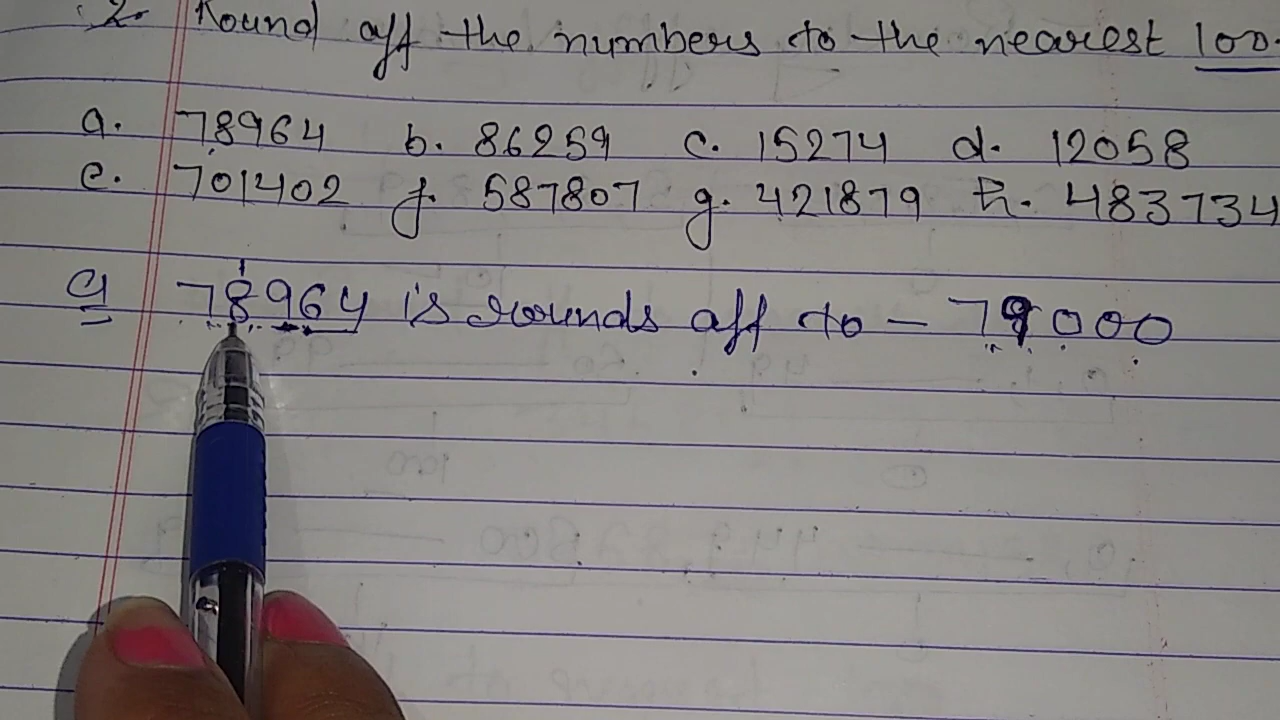 2. Round off the numbers to the nearest 100.
a. 78964 b. 86259 c. 15274 d. 12058
e. 701402 f. 587807 g. 421879 h. 483734
a 78964 is rounds off to - 79000